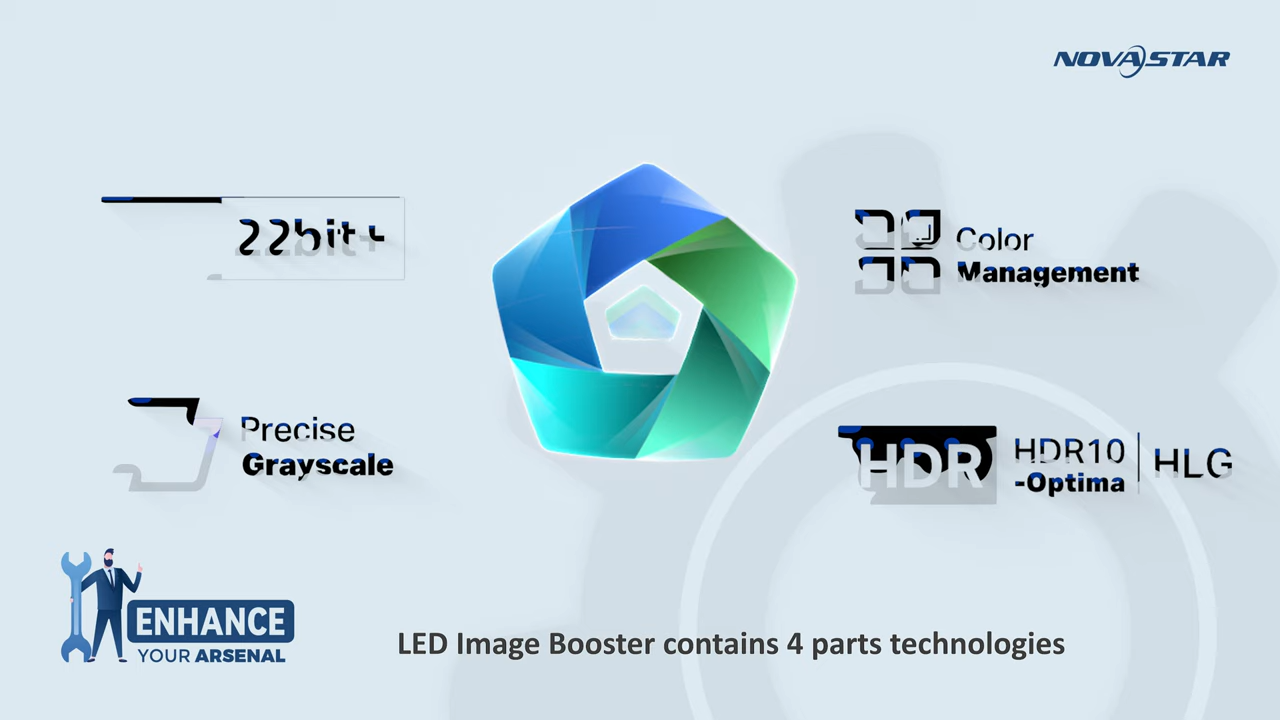 NOVASTAR
22bit+
Color
Management
Precise
Grayscale
HDR
HDR10
-Optima
HLG
ENHANCE
YOUR ARSENAL
LED Image Booster contains 4 parts technologies